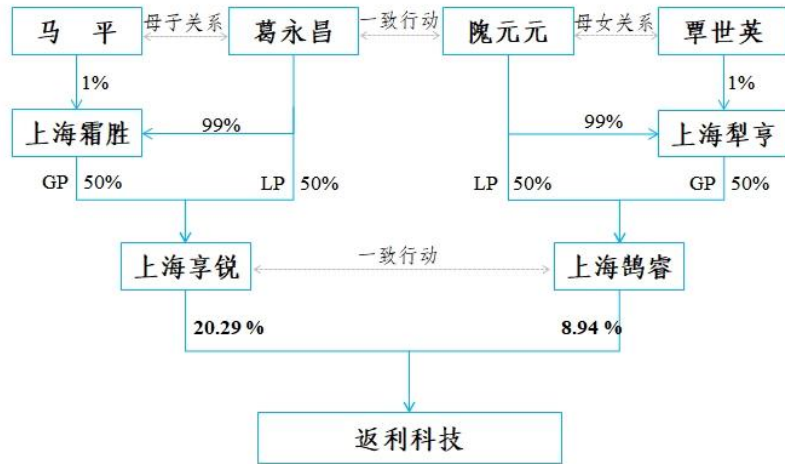 马 平 母子关系 葛永昌 一致行动 隗元元 母女关系 覃世英
1% 1%
上海霜胜 99% 99% 上海犁亨
GP 50% LP 50% LP 50% GP 50%
上海享锐 一致行动 上海鹄睿
20.29 % 8.94 %
返利科技